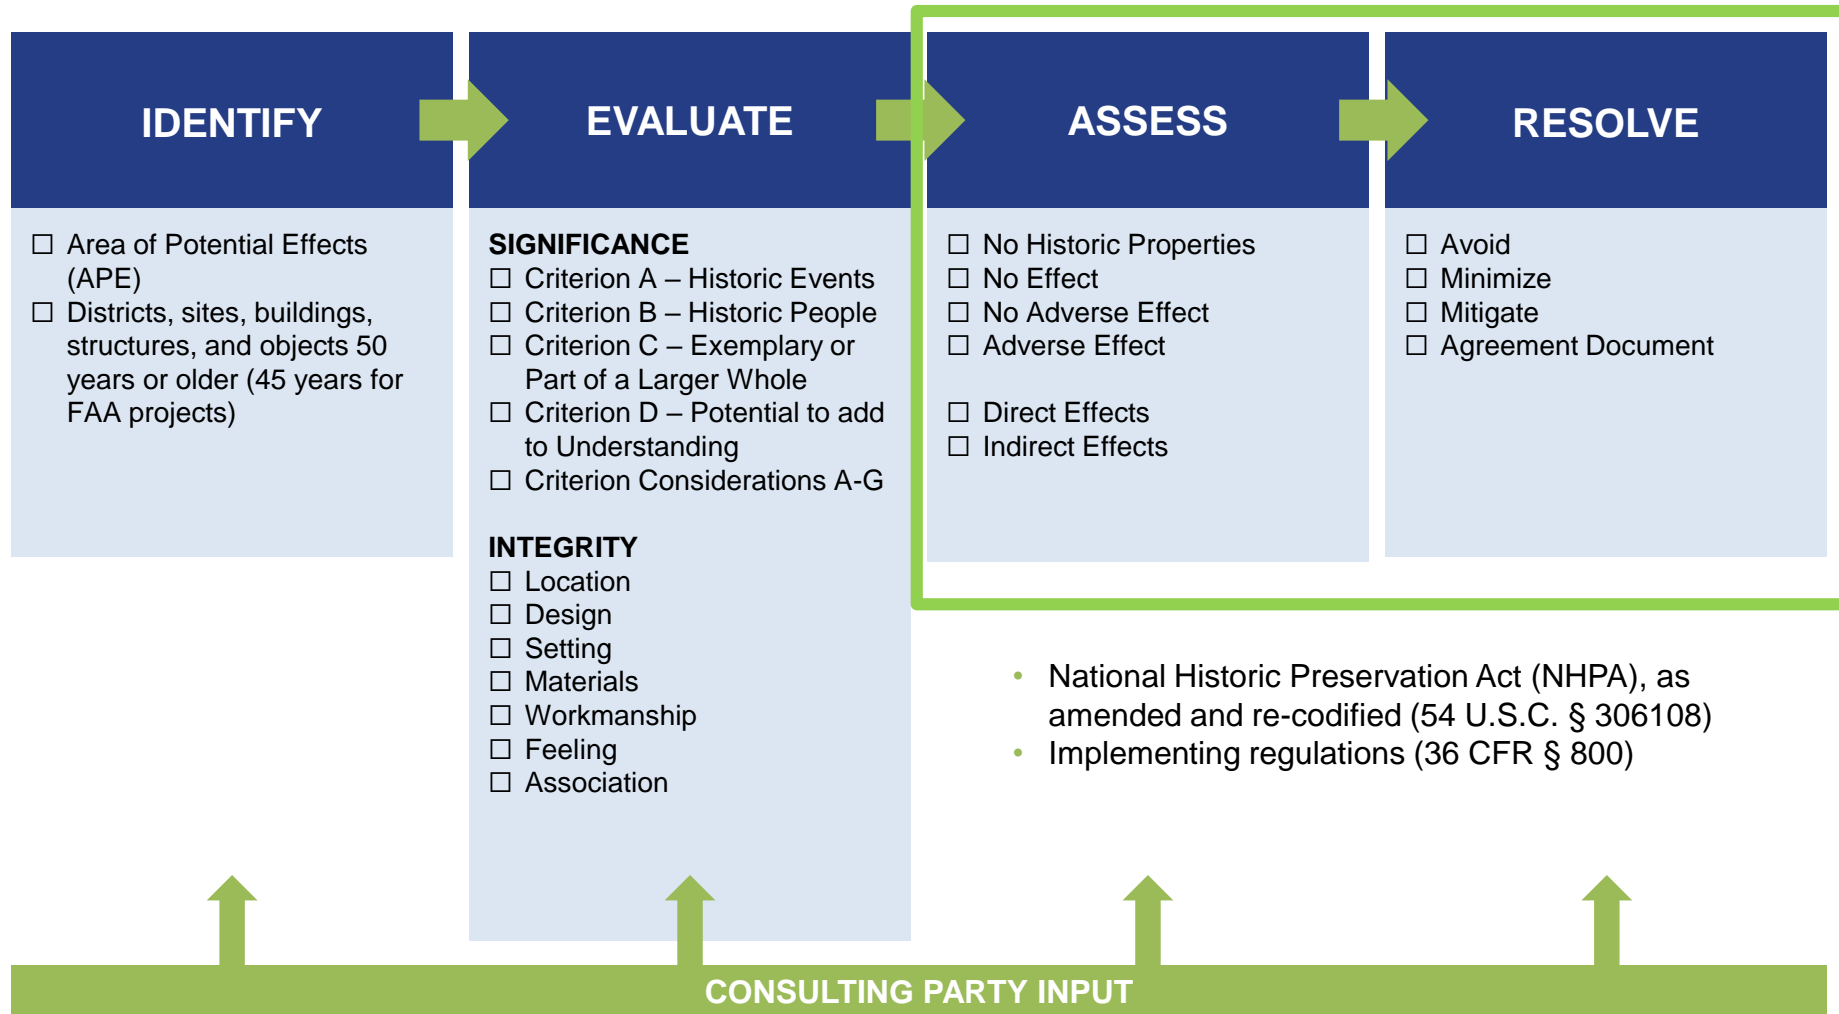 IDENTIFY
☐ Area of Potential Effects
(APE)
☐ Districts, sites, buildings,
structures, and objects 50
years or older (45 years for
FAA projects)
EVALUATE
SIGNIFICANCE
☐ Criterion A – Historic Events
☐ Criterion B – Historic People
☐ Criterion C – Exemplary or
Part of a Larger Whole
☐ Criterion D – Potential to add
to Understanding
☐ Criterion Considerations A-G
INTEGRITY
☐ Location
☐ Design
☐ Setting
☐ Materials
☐ Workmanship
☐ Feeling
☐ Association
ASSESS
☐ No Historic Properties
☐ No Effect
☐ No Adverse Effect
☐ Adverse Effect
☐ Direct Effects
☐ Indirect Effects
RESOLVE
☐ Avoid
☐ Minimize
☐ Mitigate
☐ Agreement Document
• National Historic Preservation Act (NHPA), as
amended and re-codified (54 U.S.C. § 306108)
• Implementing regulations (36 CFR § 800)
CONSULTING PARTY INPUT